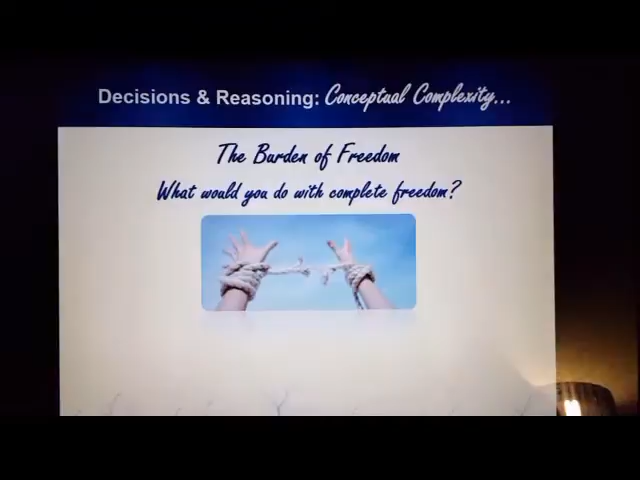 Decisions & Reasoning: Conceptual Complexity...
The Burden of Freedom
What would you do with complete freedom?